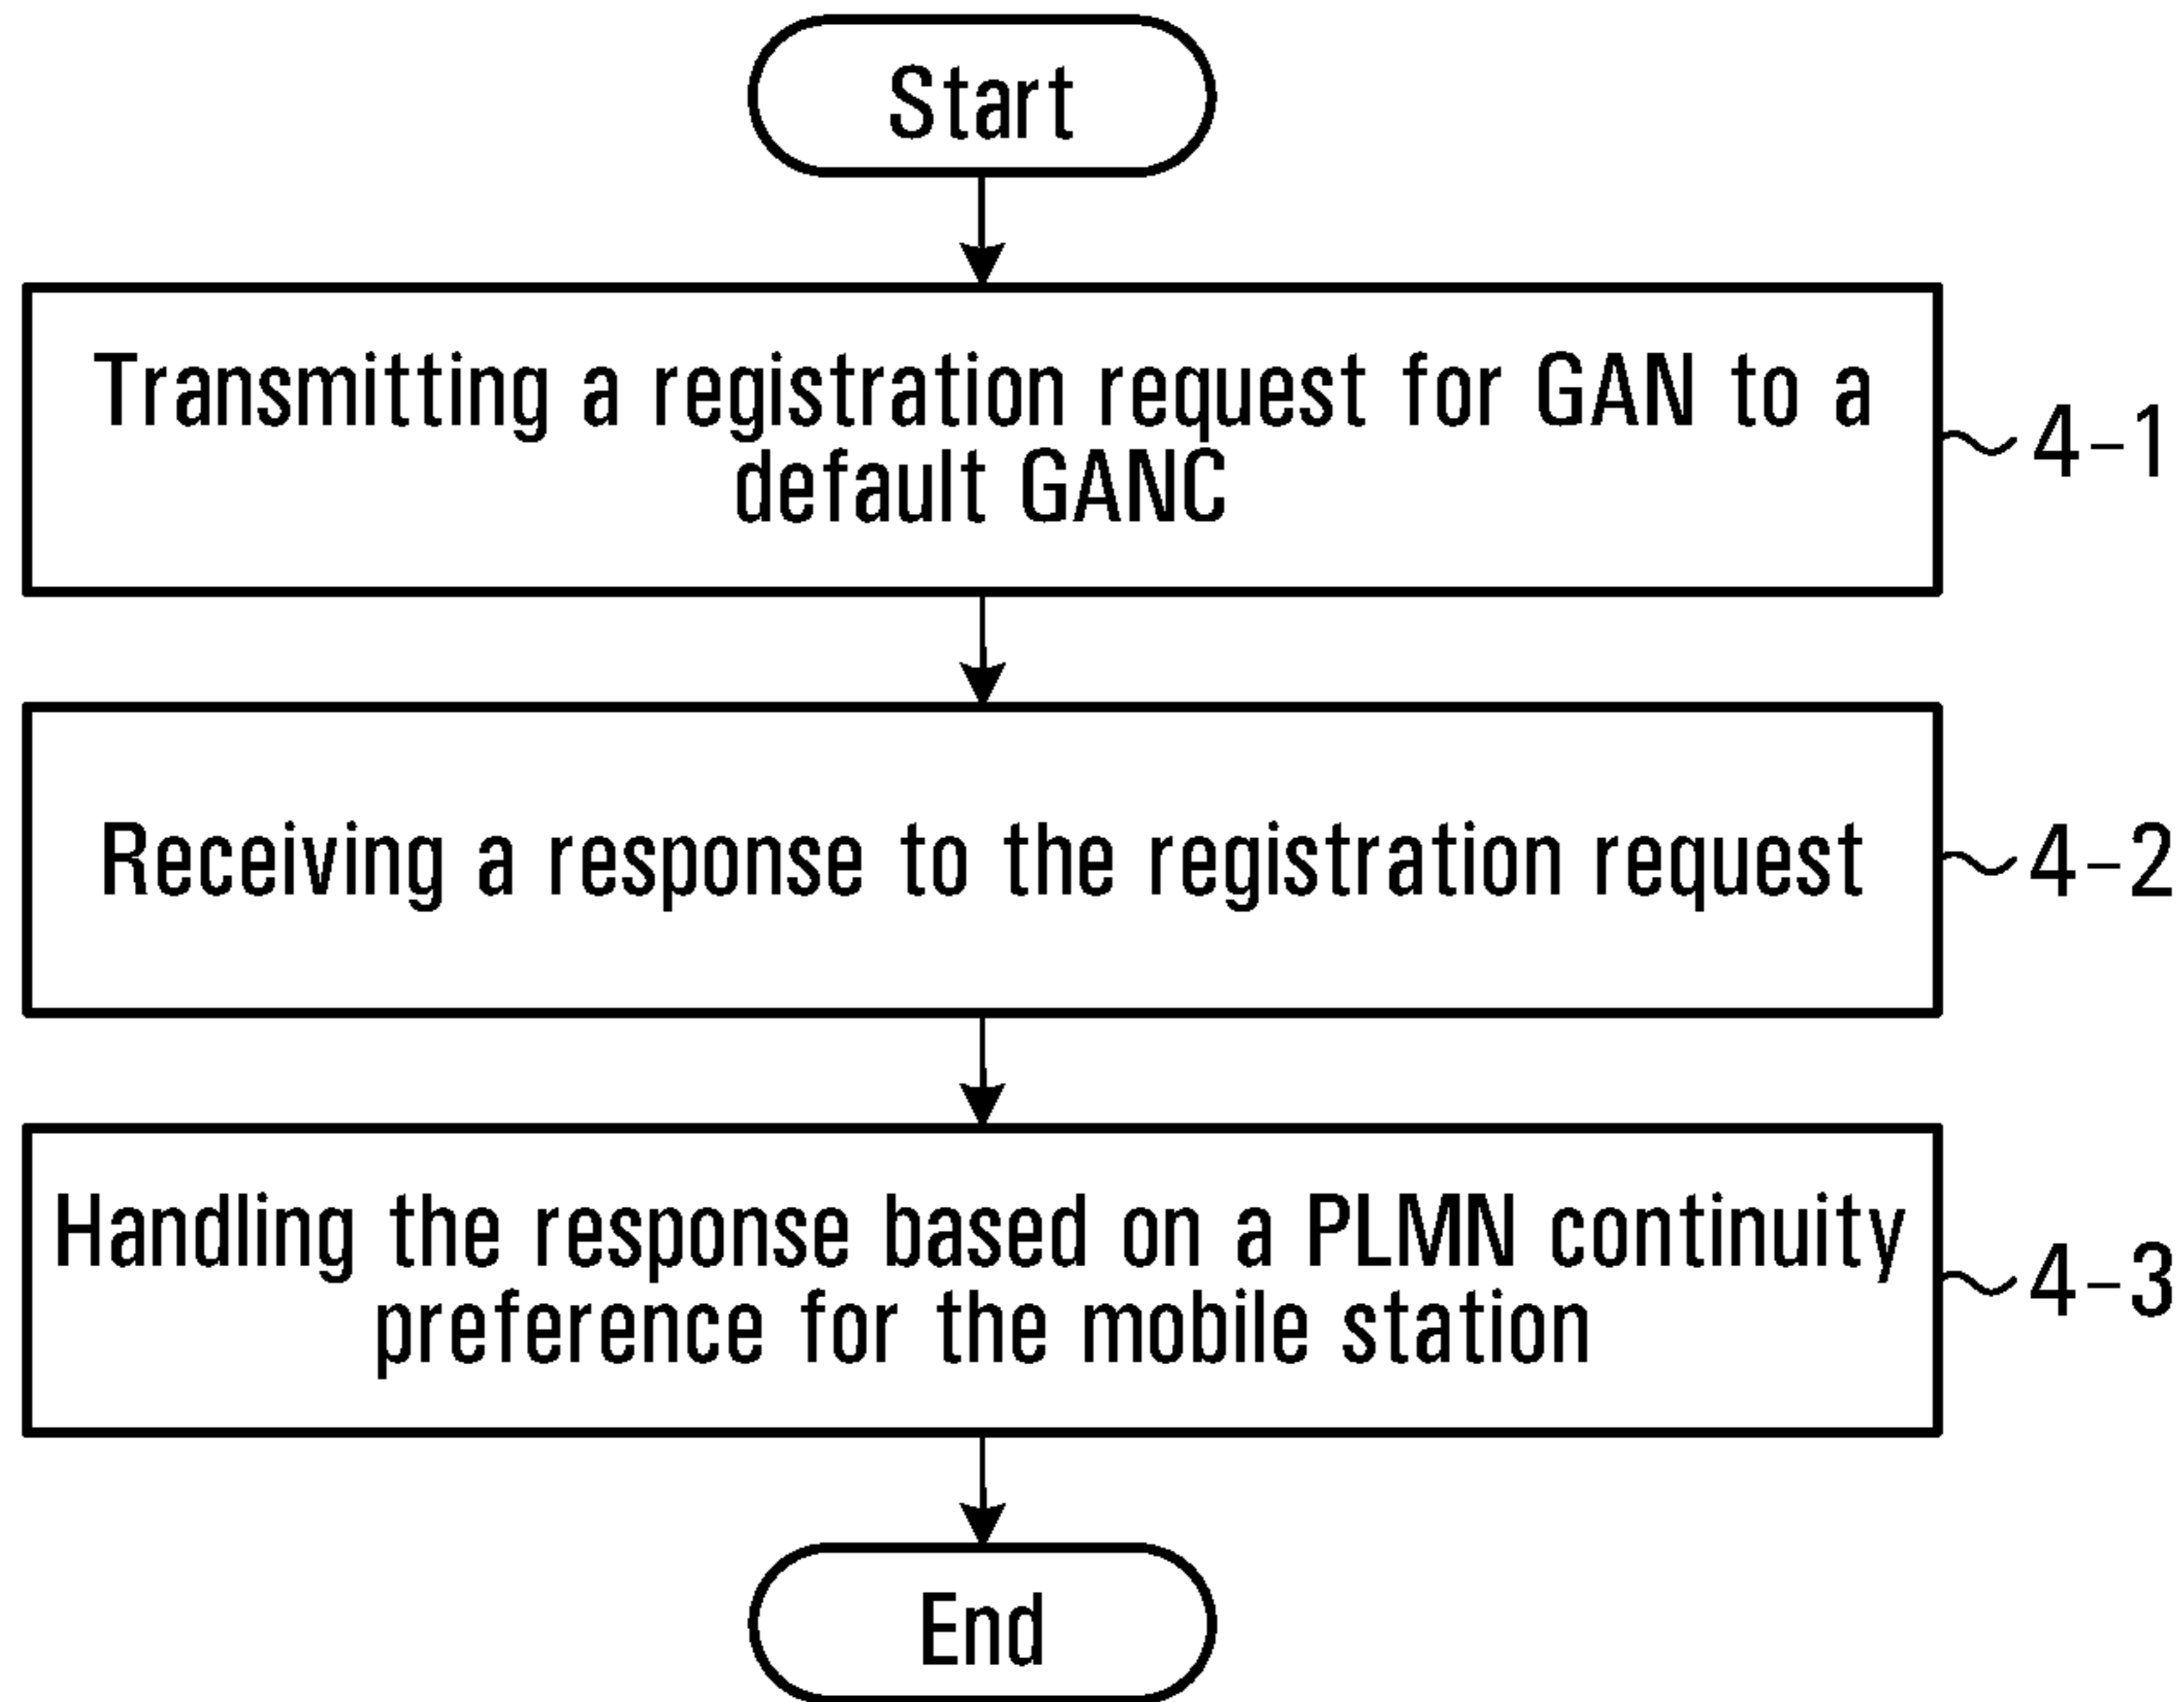 Start
Transmitting a registration request for GAN to a
default GANC
4-1
Receiving a response to the registration request
4-2
Handling the response based on a PLMN continuity
preference for the mobile station
4-3
End